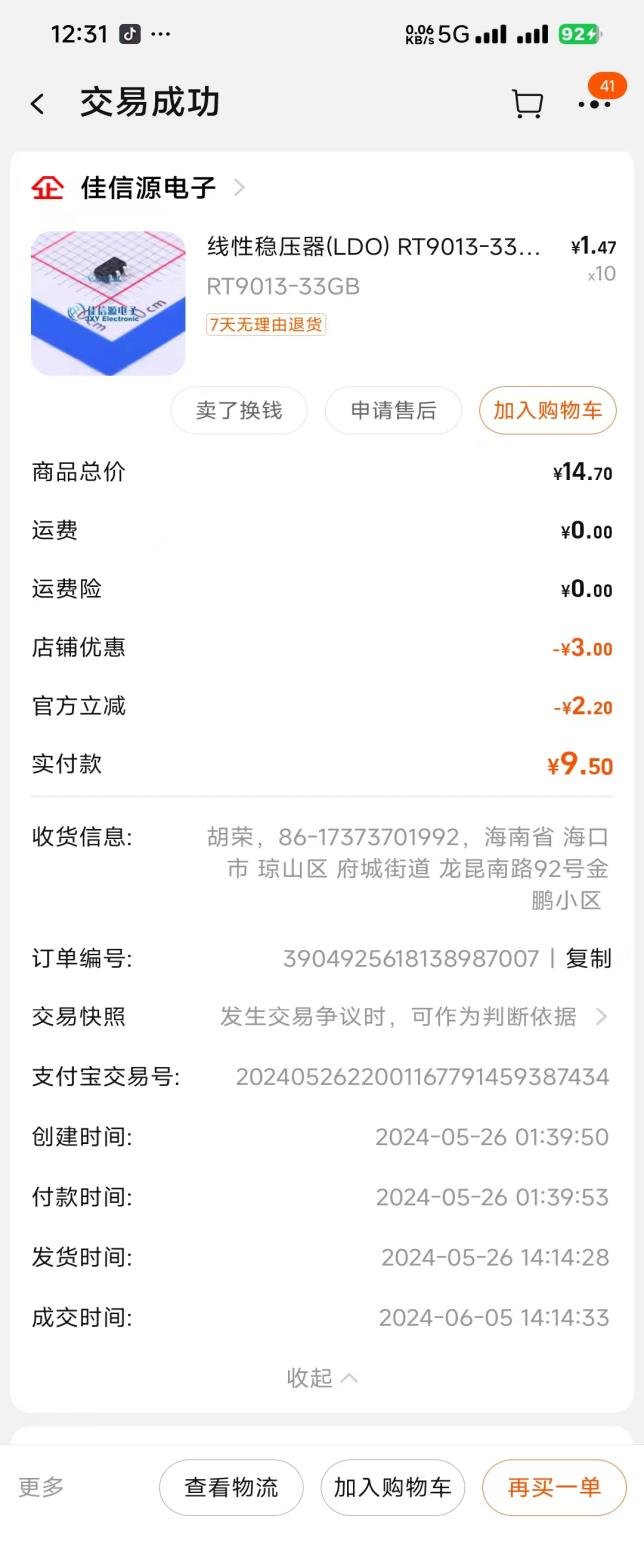 12:31 ···
0.06 KB/s 5G 92
交易成功
41
佳信源电子
线性稳压器(LDO) RT9013-33... ¥1.47
RT9013-33GB x10
7天无理由退货
佳信源电子
JXY Electronic
cm
卖了换钱 申请售后 加入购物车
商品总价 ¥14.70
运费 ¥0.00
运费险 ¥0.00
店铺优惠 -¥3.00
官方立减 -¥2.20
实付款 ¥9.50
收货信息: 胡荣，86-17373701992，海南省 海口
市 琼山区 府城街道 龙昆南路92号金
鹏小区
订单编号: 3904925618138987007 | 复制
交易快照 发生交易争议时，可作为判断依据
支付宝交易号: 2024052622001167791459387434
创建时间: 2024-05-26 01:39:50
付款时间: 2024-05-26 01:39:53
发货时间: 2024-05-26 14:14:28
成交时间: 2024-06-05 14:14:33
收起
更多 查看物流 加入购物车 再买一单